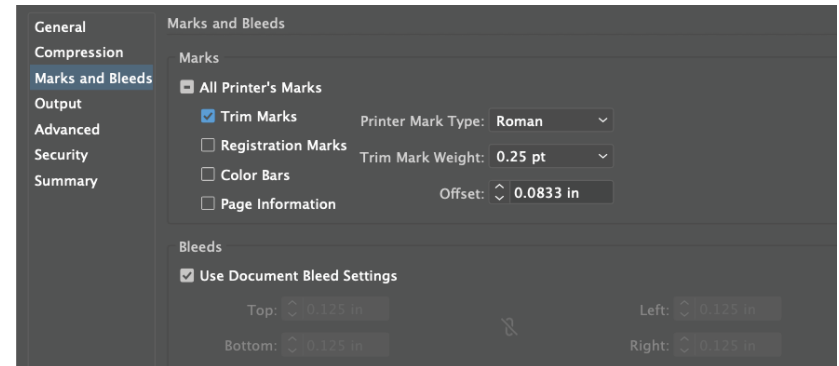 General
Compression
Marks and Bleeds
Output
Advanced
Security
Summary
Marks and Bleeds
Marks
All Printer's Marks
Trim Marks
Registration Marks
Color Bars
Page Information
Printer Mark Type: Roman
Trim Mark Weight: 0.25 pt
Offset: 0.0833 in
Bleeds
Use Document Bleed Settings
Top: 0.125 in
Bottom: 0.125 in
Left: 0.125 in
Right: 0.125 in